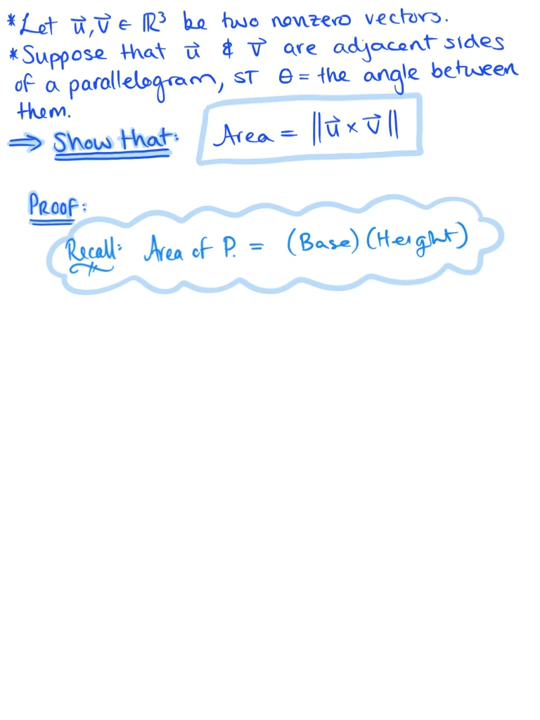 *Let u⃗, v⃗ ∈ ℝ³ be two nonzero vectors.
*Suppose that u⃗ & v⃗ are adjacent sides
of a parallelogram, ST θ = the angle between
them.
⇒ Show that: Area = ‖u⃗ × v⃗‖
PROOF:
Recall: Area of P. = (Base)(Height)